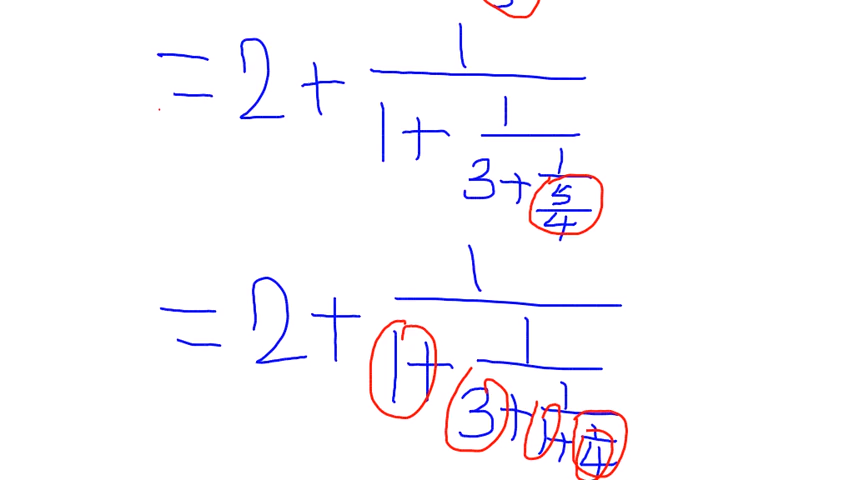 = 2 + 1
1 + 1
3 + 1
5
4
= 2 + 1
1 + 1
3 + 1
1 + 1
4